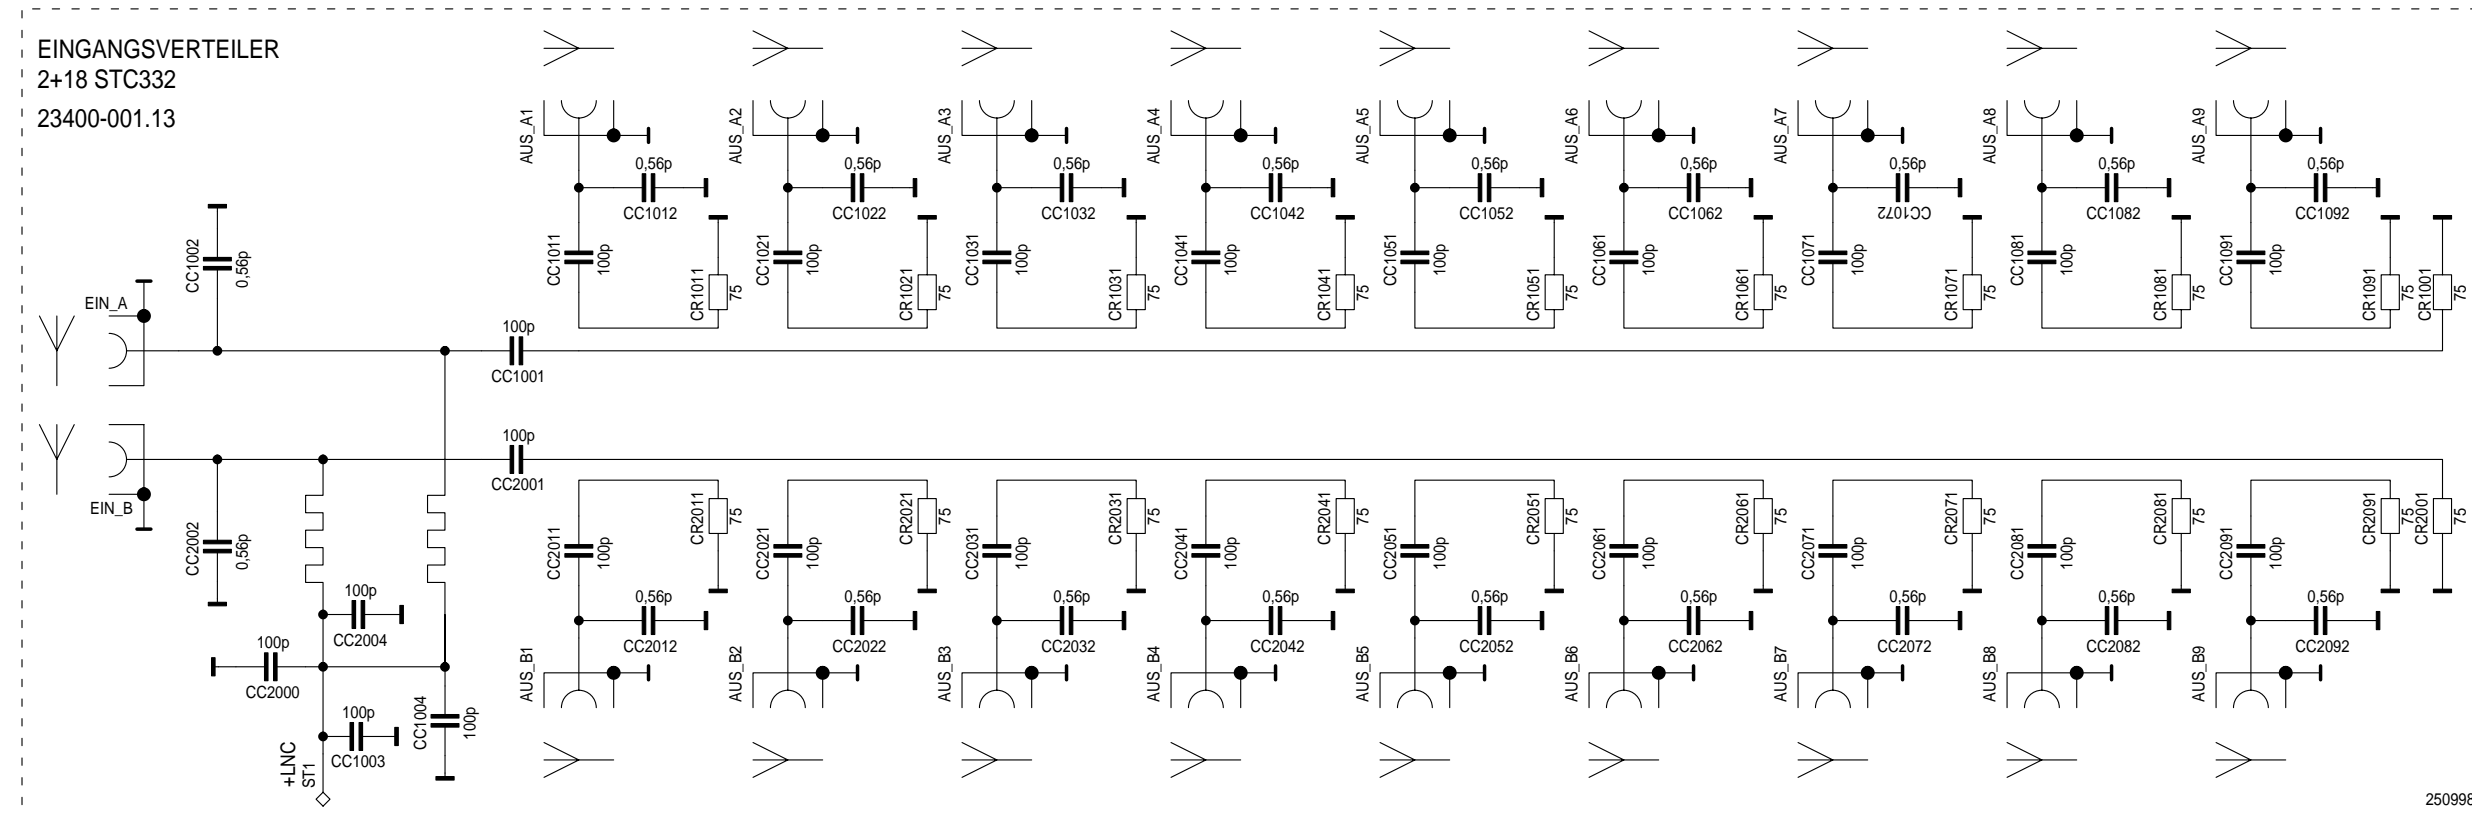 EINGANGSVERTEILER
2+18 STC332
23400-001.13
AUS_A1
AUS_A2
AUS_A3
AUS_A4
AUS_A5
AUS_A6
AUS_A7
AUS_A8
AUS_A9
0,56p
0,56p
0,56p
0,56p
0,56p
0,56p
0,56p
0,56p
0,56p
CC1012
CC1022
CC1032
CC1042
CC1052
CC1062
CC1072
CC1082
CC1092
CC1002
0,56p
CC1011
100p
CR1011
75
CC1021
100p
CR1021
75
CC1031
100p
CR1031
75
CC1041
100p
CR1041
75
CC1051
100p
CR1051
75
CC1061
100p
CR1061
75
CC1071
100p
CR1071
75
CC1081
100p
CR1081
75
CC1091
100p
CR1091
75
CR1001
75
EIN_A
100p
CC1001
100p
CC2001
EIN_B
CC2002
0,56p
CC2011
100p
CR2011
75
CC2021
100p
CR2021
75
CC2031
100p
CR2031
75
CC2041
100p
CR2041
75
CC2051
100p
CR2051
75
CC2061
100p
CR2061
75
CC2071
100p
CR2071
75
CC2081
100p
CR2081
75
CC2091
100p
CR2091
75
CR2001
75
100p
CC2004
0,56p
0,56p
0,56p
0,56p
0,56p
0,56p
0,56p
0,56p
0,56p
CC2012
CC2022
CC2032
CC2042
CC2052
CC2062
CC2072
CC2082
CC2092
100p
CC2000
AUS_B1
AUS_B2
AUS_B3
AUS_B4
AUS_B5
AUS_B6
AUS_B7
AUS_B8
AUS_B9
100p
CC1003
CC1004
100p
+LNC
ST1
250998